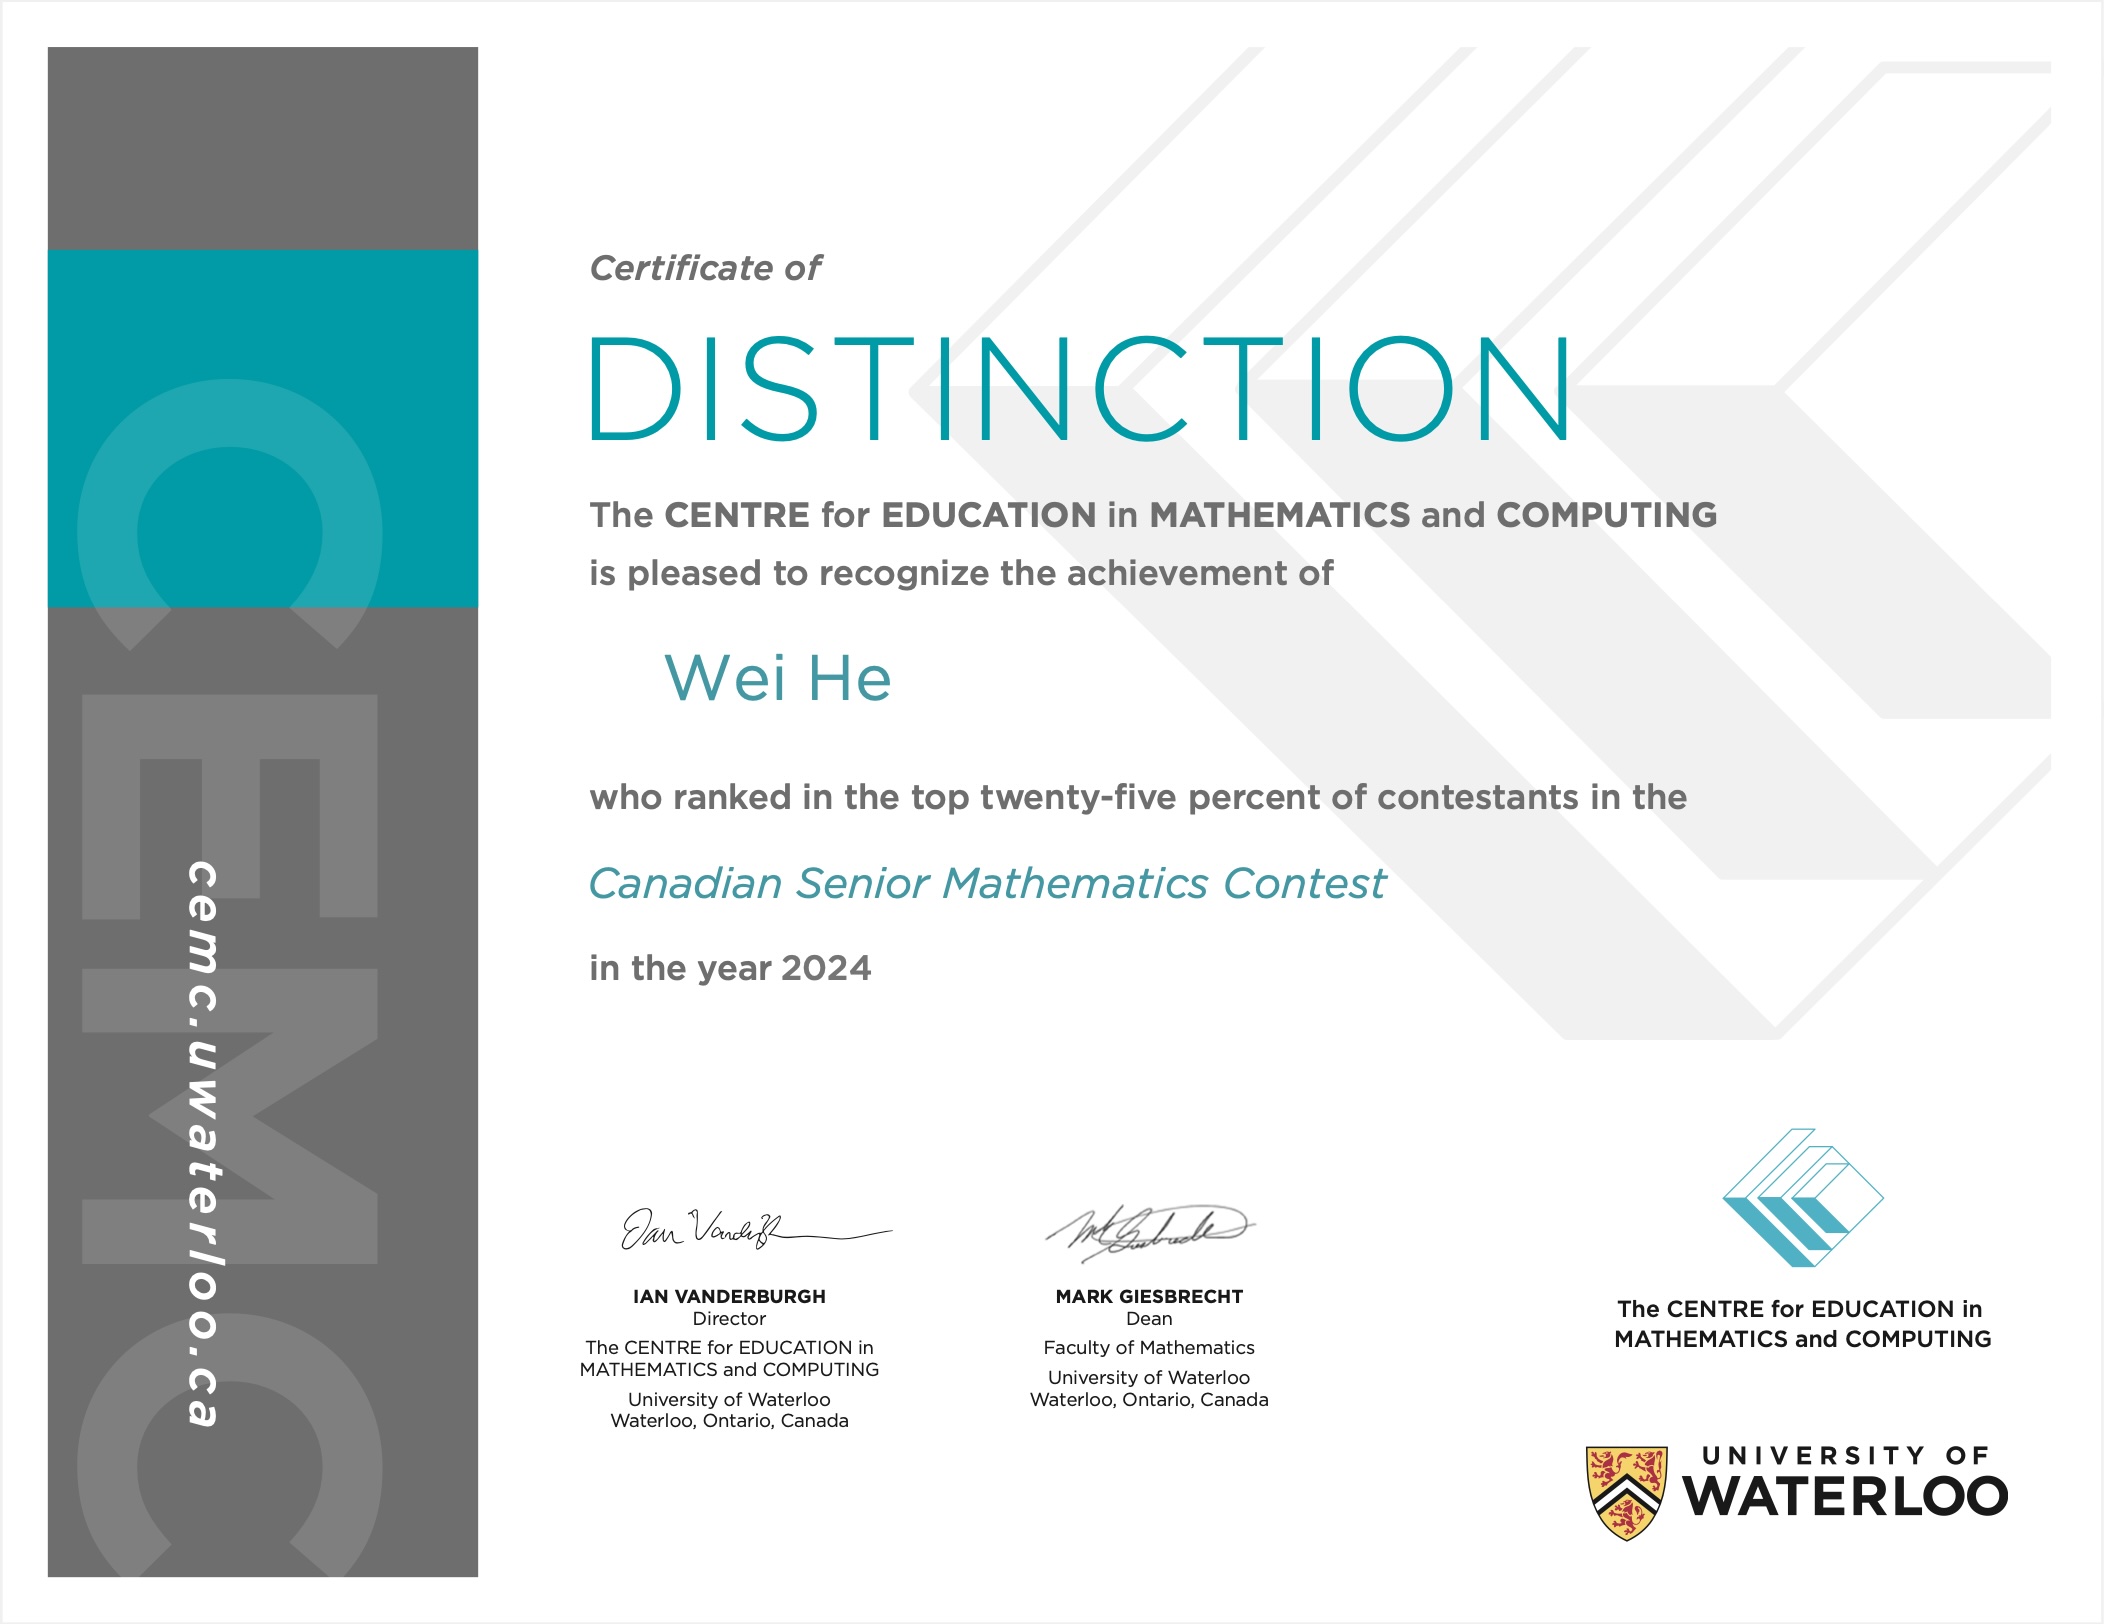 Certificate of
DISTINCTION
The CENTRE for EDUCATION in MATHEMATICS and COMPUTING
is pleased to recognize the achievement of
Wei He
who ranked in the top twenty-five percent of contestants in the
Canadian Senior Mathematics Contest
in the year 2024
CEMC
cemc.uwaterloo.ca
IAN VANDERBURGH
Director
The CENTRE for EDUCATION in
MATHEMATICS and COMPUTING
University of Waterloo
Waterloo, Ontario, Canada
MARK GIESBRECHT
Dean
Faculty of Mathematics
University of Waterloo
Waterloo, Ontario, Canada
The CENTRE for EDUCATION in
MATHEMATICS and COMPUTING
UNIVERSITY OF
WATERLOO